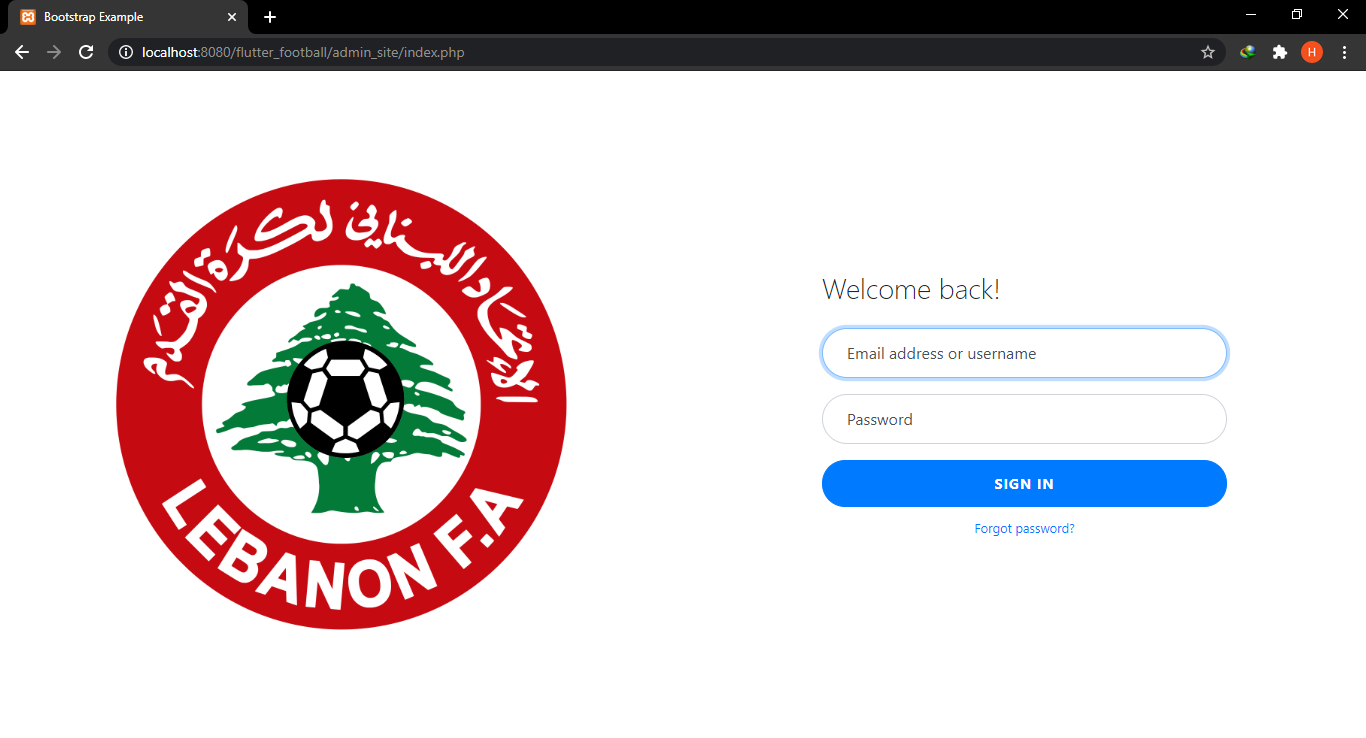 Bootstrap Example
localhost:8080/flutter_football/admin_site/index.php
H
الاتحاد اللبناني لكرة القدم
LEBANON F.A
Welcome back!
Email address or username
Password
SIGN IN
Forgot password?